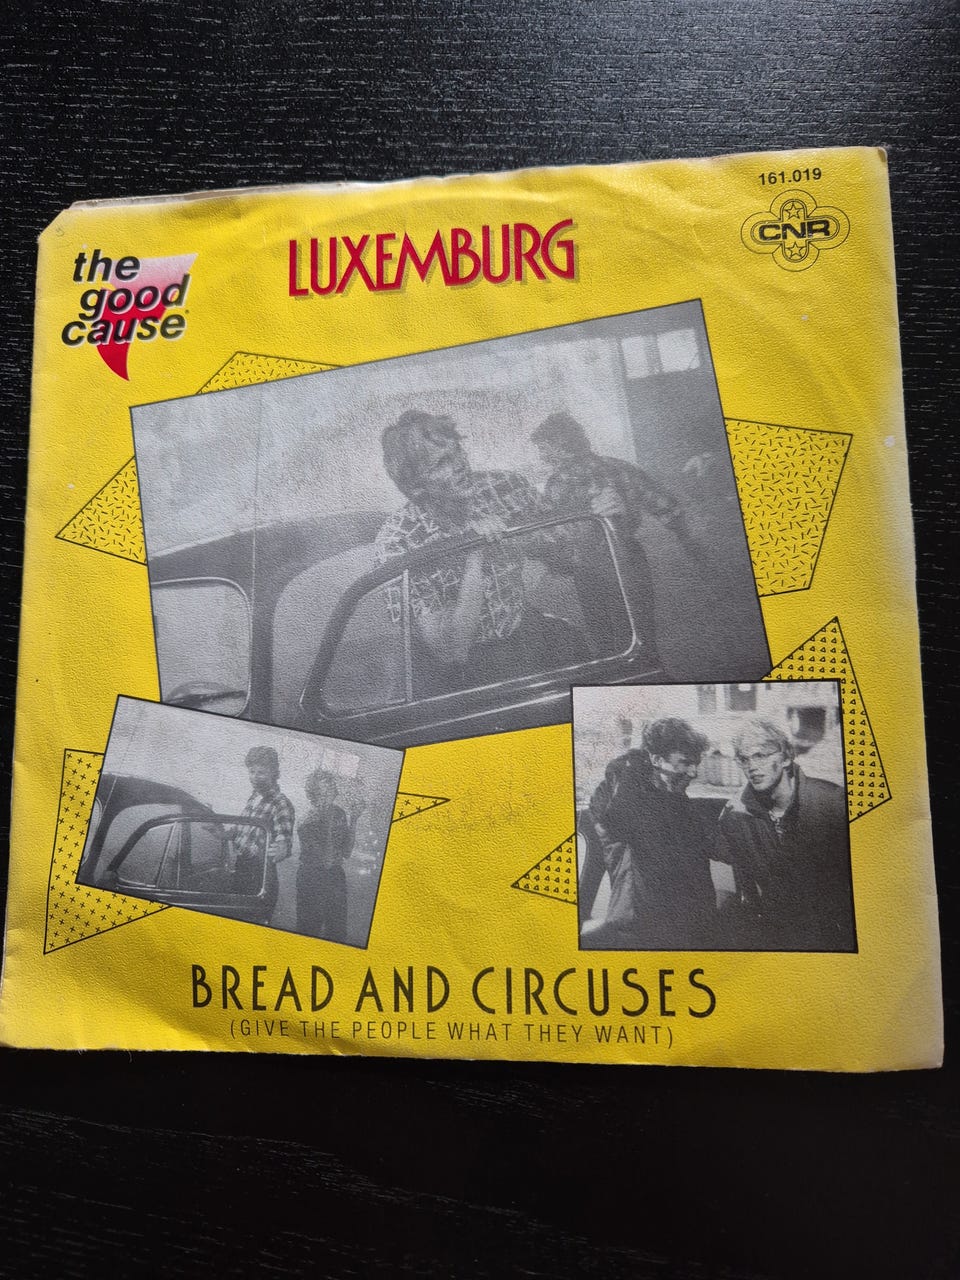 161.019
CNR
the
good
cause
LUXEMBURG
BREAD AND CIRCUSES
(GIVE THE PEOPLE WHAT THEY WANT)